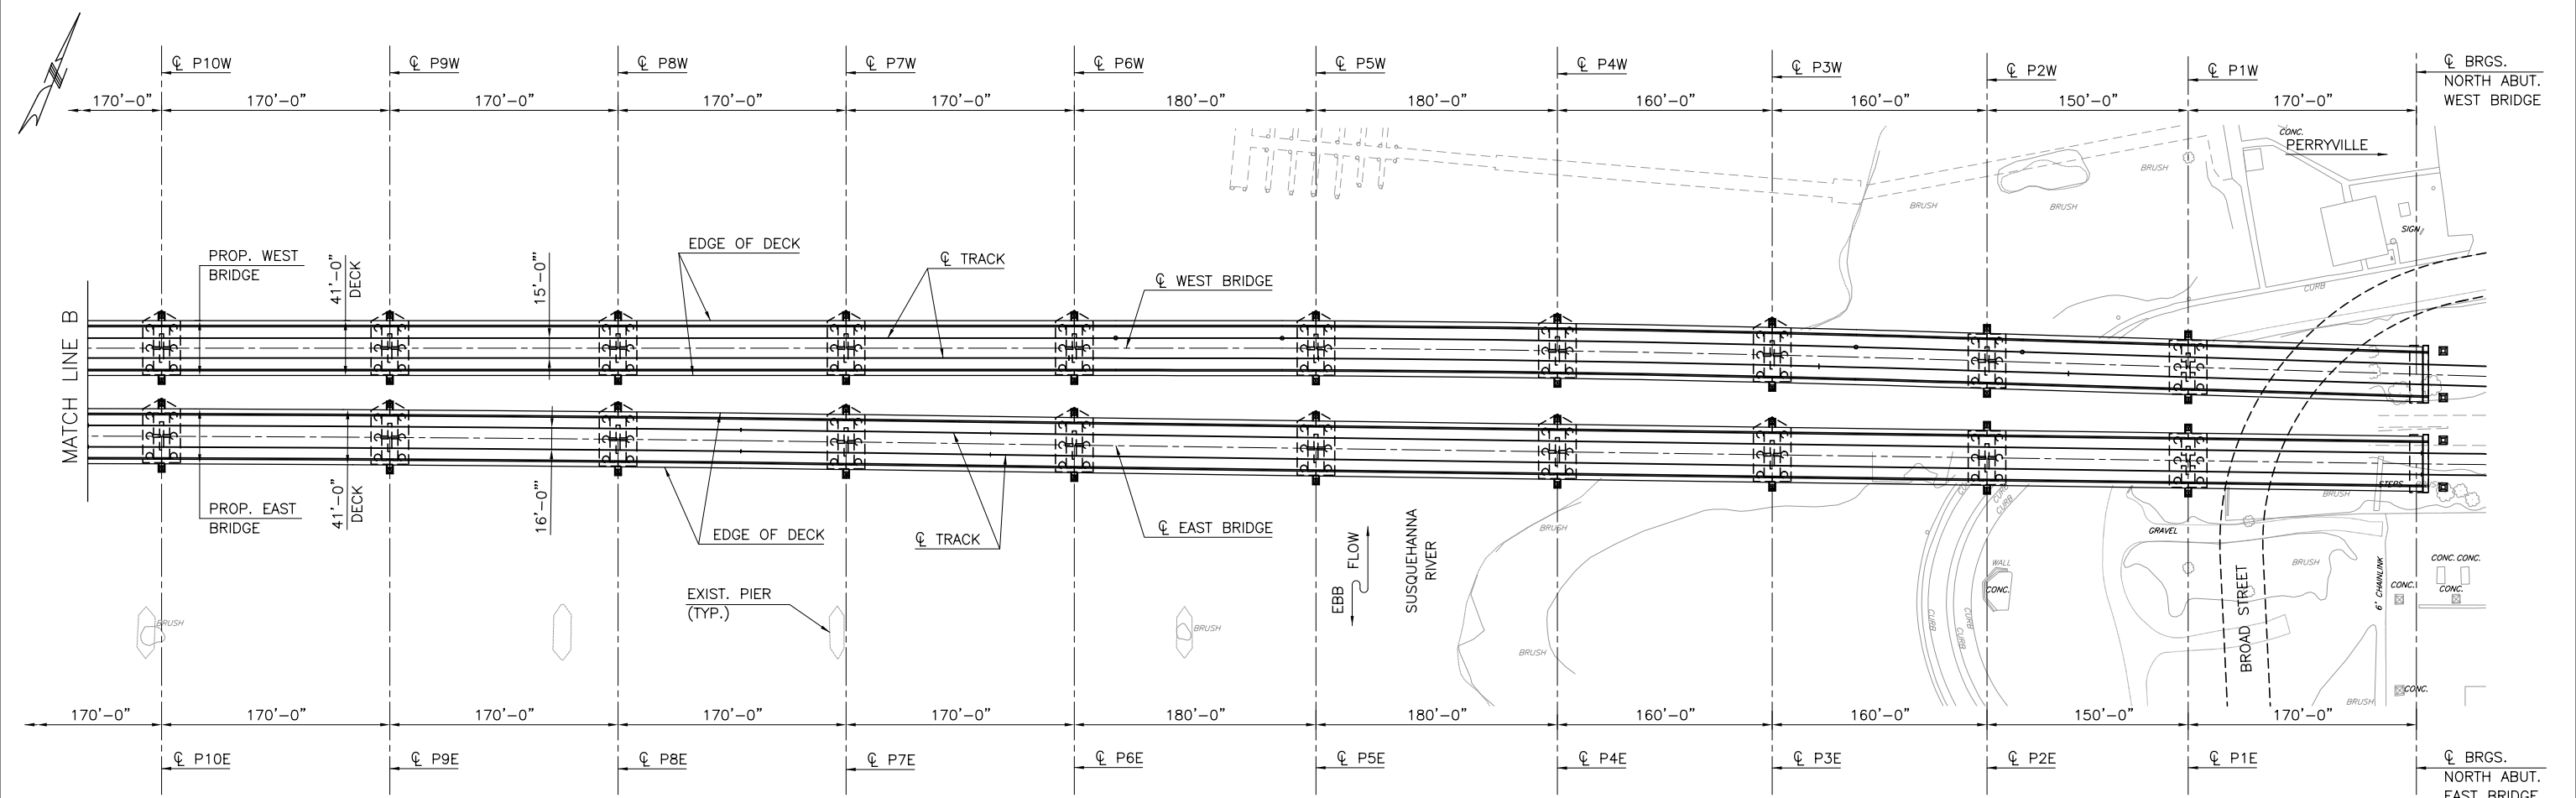 ℄ P10W
℄ P9W
℄ P8W
℄ P7W
℄ P6W
℄ P5W
℄ P4W
℄ P3W
℄ P2W
℄ P1W
℄ BRGS.
NORTH ABUT.
WEST BRIDGE
170'-0"
170'-0"
170'-0"
170'-0"
170'-0"
180'-0"
180'-0"
160'-0"
160'-0"
150'-0"
170'-0"
CONC.
PERRYVILLE
BRUSH
BRUSH
BRUSH
SIGN
CURB
PROP. WEST
BRIDGE
41'-0"
DECK
15'-0"'
EDGE OF DECK
℄ TRACK
℄ WEST BRIDGE
MATCH LINE B
PROP. EAST
BRIDGE
41'-0"
DECK
16'-0"'
EDGE OF DECK
℄ TRACK
℄ EAST BRIDGE
EBB
FLOW
SUSQUEHANNA
RIVER
EXIST. PIER
(TYP.)
BRUSH
BRUSH
BRUSH
BRUSH
CURB
CURB
CURB
CURB
CURB
WALL
CONC.
GRAVEL
STEPS
BRUSH
BRUSH
BROAD STREET
6' CHAINLINK
CONC. CONC.
CONC.
CONC.
CONC.
BRUSH
170'-0"
170'-0"
170'-0"
170'-0"
170'-0"
180'-0"
180'-0"
160'-0"
160'-0"
150'-0"
170'-0"
℄ P10E
℄ P9E
℄ P8E
℄ P7E
℄ P6E
℄ P5E
℄ P4E
℄ P3E
℄ P2E
℄ P1E
℄ BRGS.
NORTH ABUT.
EAST BRIDGE